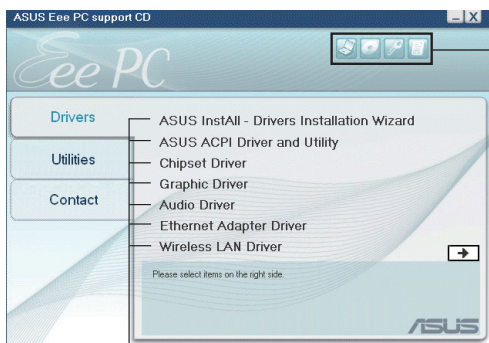 ASUS Eee PC support CD
Eee PC
Drivers
Utilities
Contact
ASUS InstAll - Drivers Installation Wizard
ASUS ACPI Driver and Utility
Chipset Driver
Graphic Driver
Audio Driver
Ethernet Adapter Driver
Wireless LAN Driver
Please select items on the right side.
ASUS